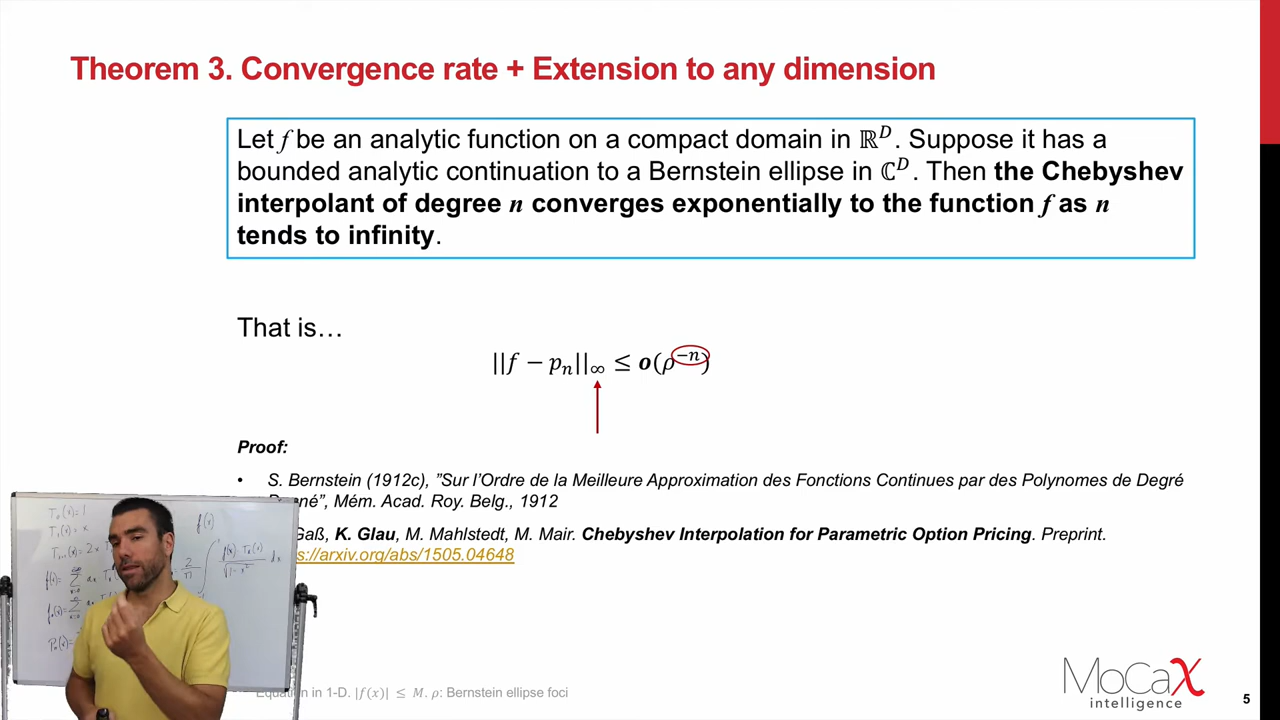 Theorem 3. Convergence rate + Extension to any dimension
Let f be an analytic function on a compact domain in ℝᴰ. Suppose it has a
bounded analytic continuation to a Bernstein ellipse in ℂᴰ. Then the Chebyshev
interpolant of degree n converges exponentially to the function f as n
tends to infinity.
That is…
||f − pₙ||∞ ≤ o(ρ⁻ⁿ)
Proof:
• S. Bernstein (1912c), ”Sur l’Ordre de la Meilleure Approximation des Fonctions Continues par des Polynomes de Degré
né”, Mém. Acad. Roy. Belg., 1912
Gaß, K. Glau, M. Mahlstedt, M. Mair. Chebyshev Interpolation for Parametric Option Pricing. Preprint.
s://arxiv.org/abs/1505.04648
T₀(x)=1
T₁(x)=x
f(x)
Equation in 1-D. |f(x)| ≤ M. ρ: Bernstein ellipse foci
MoCaX
intelligence
5